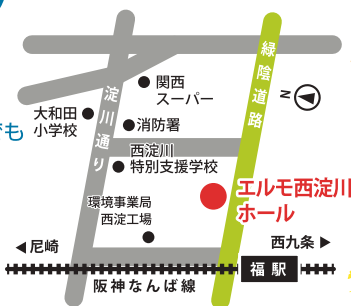 緑陰道路
淀川通り
関西
スーパー
N
大和田
小学校
消防署
も
西淀川
特別支援学校
エルモ西淀川
ホール
環境事業局
西淀工場
◀尼崎
西九条▶
福駅
阪神なんば線